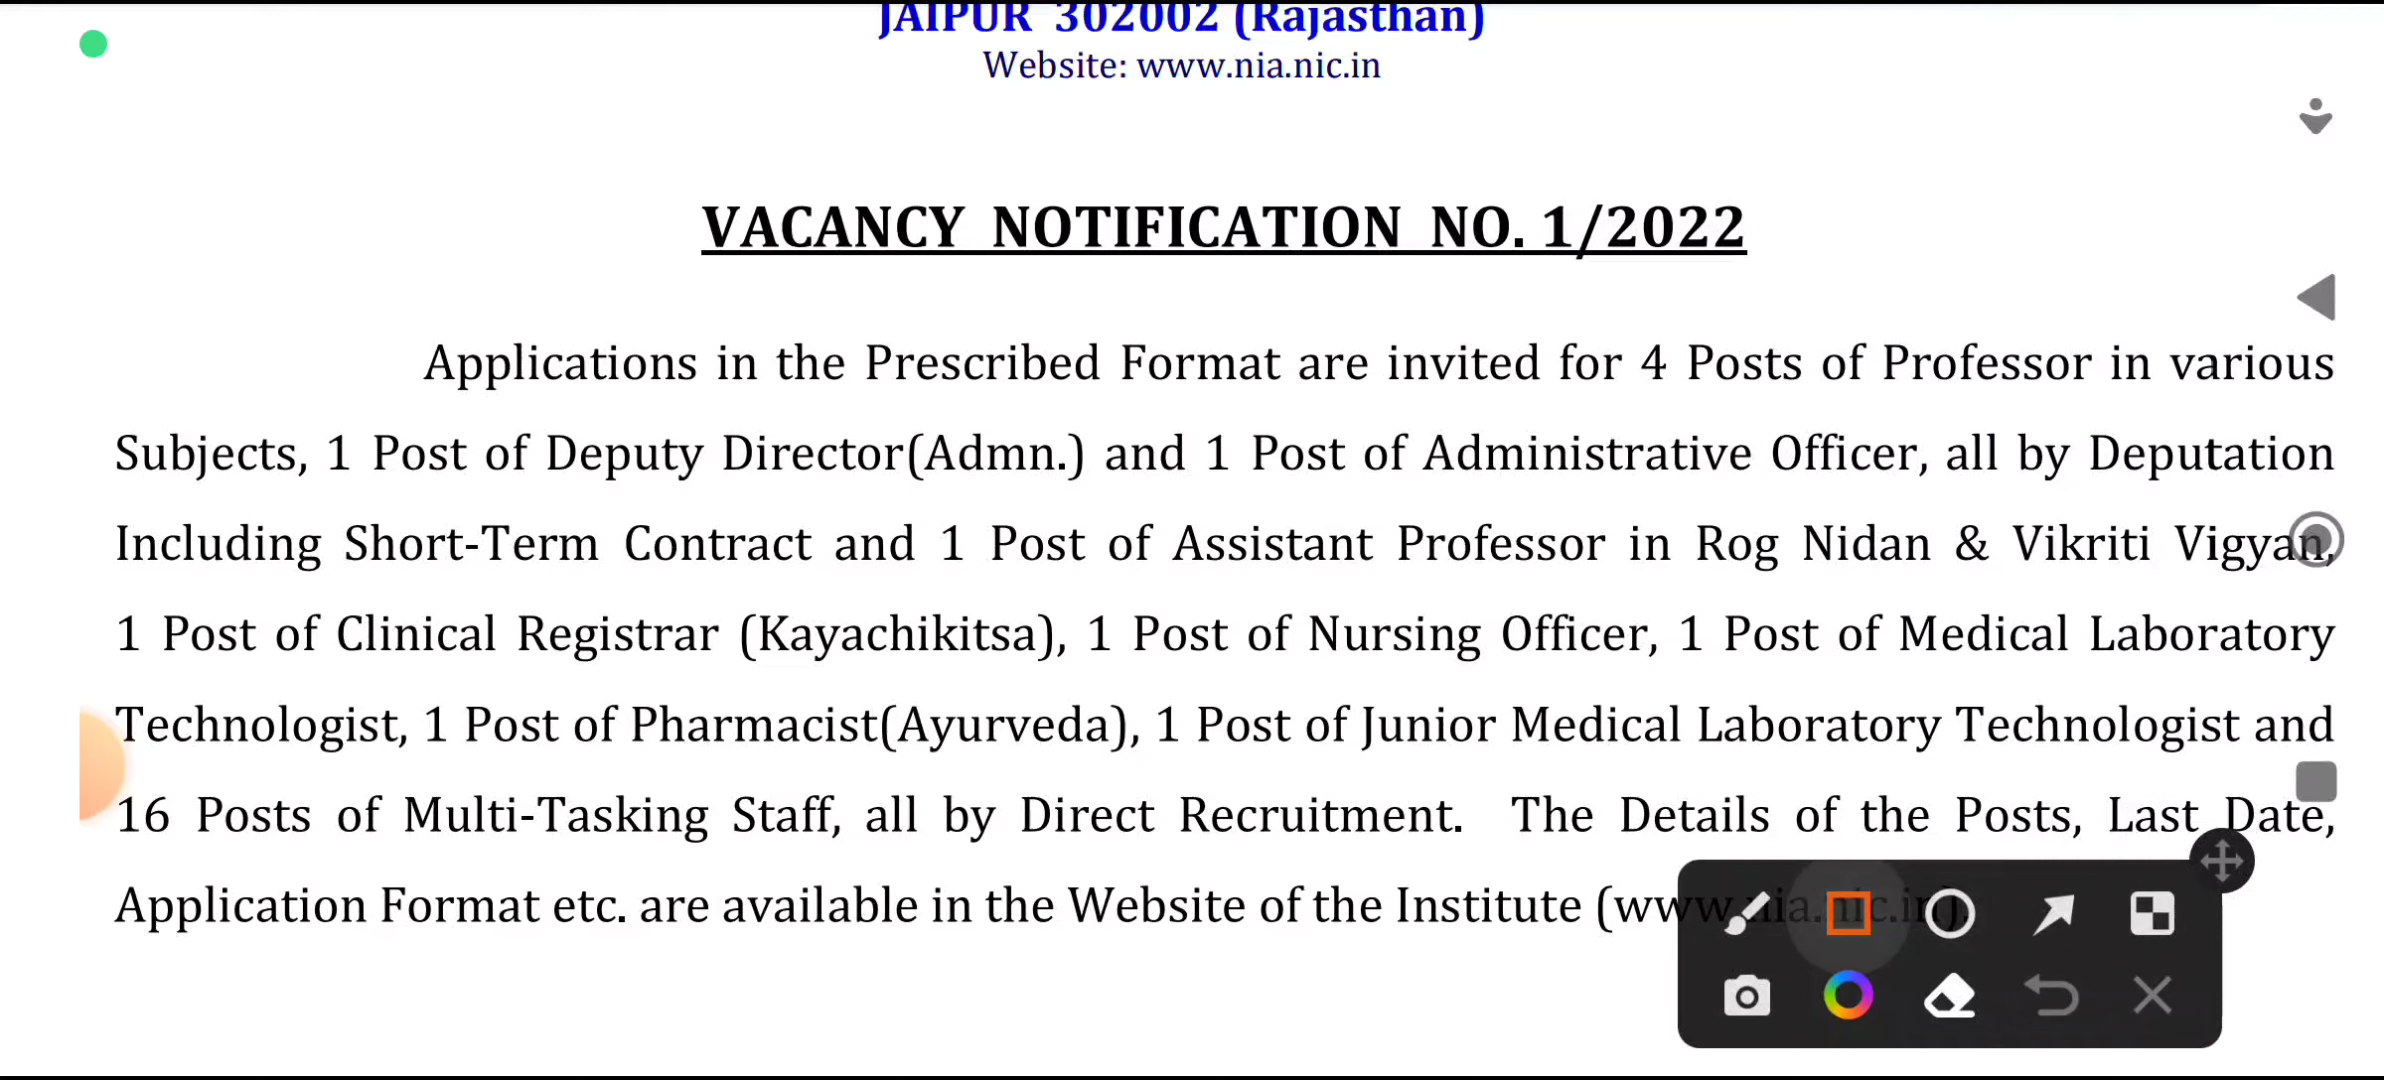 JAIPUR 302002 (Rajasthan)
Website: www.nia.nic.in
VACANCY NOTIFICATION NO. 1/2022
Applications in the Prescribed Format are invited for 4 Posts of Professor in various
Subjects, 1 Post of Deputy Director(Admn.) and 1 Post of Administrative Officer, all by Deputation
Including Short-Term Contract and 1 Post of Assistant Professor in Rog Nidan & Vikriti Vigyan,
1 Post of Clinical Registrar (Kayachikitsa), 1 Post of Nursing Officer, 1 Post of Medical Laboratory
Technologist, 1 Post of Pharmacist(Ayurveda), 1 Post of Junior Medical Laboratory Technologist and
16 Posts of Multi-Tasking Staff, all by Direct Recruitment. The Details of the Posts, Last Date,
Application Format etc. are available in the Website of the Institute (www.nia.nic.in).